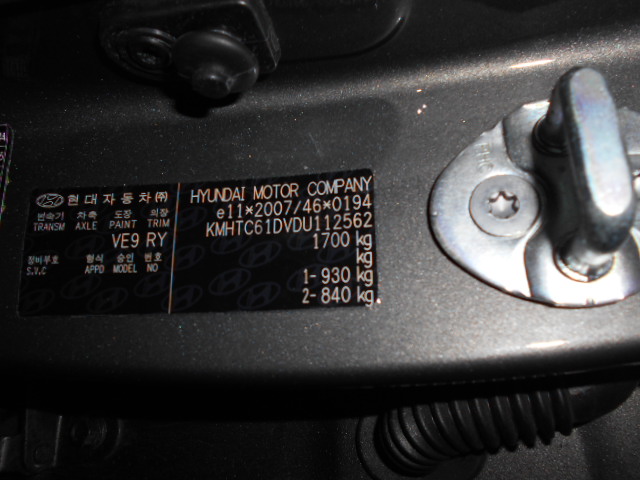 현대자동차㈜
변속기 차축 도장 의장
TRANSM AXLE PAINT TRIM
VE9 RY
정비부호 형식 승인 번호
S.V.C APPD MODEL NO
HYUNDAI MOTOR COMPANY
e11*2007/46*0194
KMHTC61DVDU112562
1700 kg
kg
1- 930 kg
2- 840 kg